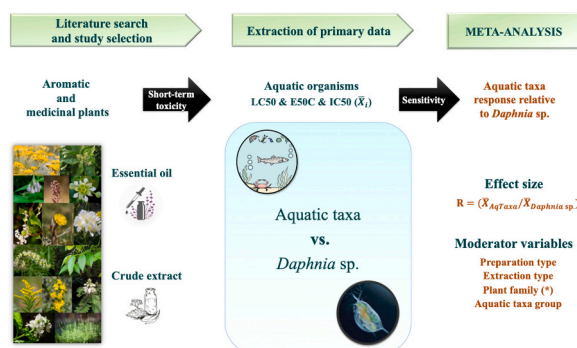 Literature search
and study selection
Extraction of primary data
META-ANALYSIS
Aromatic
and
medicinal plants
Short-term
toxicity
Aquatic organisms
LC50 & E50C & IC50 (X̄i)
Sensitivity
Aquatic taxa
response relative
to Daphnia sp.
Essential oil
Crude extract
Aquatic taxa
vs.
Daphnia sp.
Effect size
R = (X̄AqTaxa/X̄Daphnia sp.)
Moderator variables
Preparation type
Extraction type
Plant family (*)
Aquatic taxa group